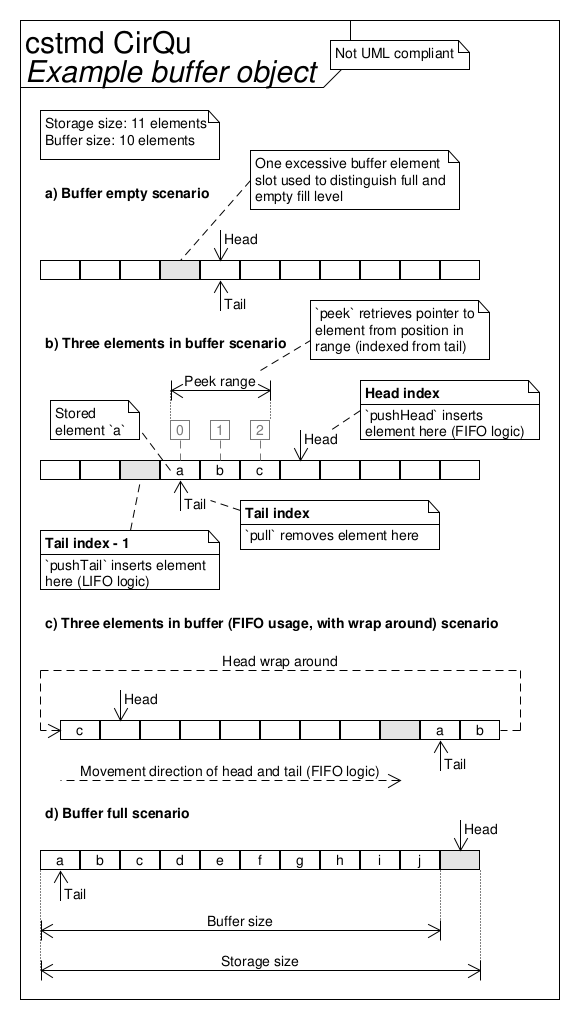 cstmd CirQu
Example buffer object
Not UML compliant
Storage size: 11 elements
Buffer size: 10 elements
One excessive buffer element
slot used to distinguish full and
empty fill level
a) Buffer empty scenario
Head
Tail
`peek` retrieves pointer to
element from position in
range (indexed from tail)
b) Three elements in buffer scenario
Peek range
Head index
`pushHead` inserts
element here (FIFO logic)
Stored
element `a`
0 1 2
Head
a b c
Tail
Tail index
`pull` removes element here
Tail index - 1
`pushTail` inserts element
here (LIFO logic)
c) Three elements in buffer (FIFO usage, with wrap around) scenario
Head wrap around
Head
c a b
Tail
Movement direction of head and tail (FIFO logic)
d) Buffer full scenario
Head
a b c d e f g h i j
Tail
Buffer size
Storage size